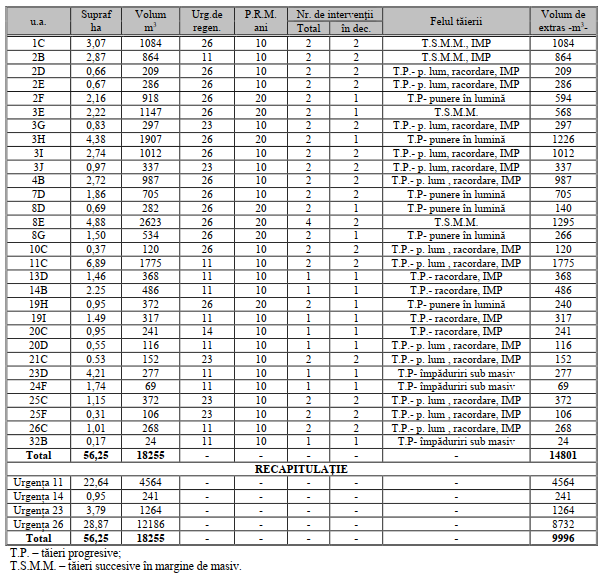 u.a. Supraf ha Volum m³ Urg.de regen. P.R.M. ani Nr. de intervenții Total în dec. Felul tăierii Volum de extras -m³-
1C 3,07 1084 26 10 2 2 T.S.M.M., IMP 1084
2B 2,87 864 11 10 2 2 T.S.M.M., IMP 864
2D 0,66 209 26 10 2 2 T.P.- p. lum, racordare, IMP 209
2E 0,67 286 26 10 2 2 T.P.- p. lum, racordare, IMP 286
2F 2,16 918 26 20 2 1 T.P- punere în lumină 594
3E 2,22 1147 26 20 2 1 T.S.M.M. 568
3G 0,83 297 23 10 2 2 T.P.- p. lum, racordare, IMP 297
3H 4,38 1907 26 20 2 1 T.P- punere în lumină 1226
3I 2,74 1012 26 10 2 2 T.P.- p. lum, racordare, IMP 1012
3J 0,97 337 23 10 2 2 T.P.- p. lum, racordare, IMP 337
4B 2,72 987 26 10 2 2 T.P.- p. lum , racordare, IMP 987
7D 1,86 705 26 10 2 2 T.P- punere în lumină 705
8D 0,69 282 26 20 2 1 T.P- punere în lumină 140
8E 4,88 2623 26 20 4 2 T.S.M.M. 1295
8G 1,50 534 26 20 2 1 T.P- punere în lumină 266
10C 0,37 120 26 10 2 2 T.P.- p. lum , racordare, IMP 120
11C 6,89 1775 11 10 2 2 T.P.- p. lum , racordare, IMP 1775
13D 1,46 368 11 10 1 1 T.P.- racordare, IMP 368
14B 2.25 486 11 10 1 1 T.P.- racordare, IMP 486
19H 0,95 372 26 20 2 1 T.P- punere în lumină 240
19I 1.49 317 11 10 1 1 T.P.- racordare, IMP 317
20C 0,95 241 14 10 1 1 T.P.- racordare, IMP 241
20D 0,55 116 11 10 1 1 T.P.- p. lum , racordare, IMP 116
21C 0.53 152 23 10 2 2 T.P.- p. lum , racordare, IMP 152
23D 4,21 277 11 10 1 1 T.P- împăduriri sub masiv 277
24F 1,74 69 11 10 1 1 T.P- împăduriri sub masiv 69
25C 1,15 372 23 10 2 2 T.P.- p. lum , racordare, IMP 372
25F 0,31 106 23 10 2 2 T.P.- p. lum , racordare, IMP 106
26C 1,01 268 11 10 2 2 T.P.- p. lum , racordare, IMP 268
32B 0,17 24 11 10 1 1 T.P- împăduriri sub masiv 24
Total 56,25 18255 - - - - - 14801
RECAPITULAȚIE
Urgența 11 22,64 4564 - - - - - 4564
Urgența 14 0,95 241 - - - - - 241
Urgența 23 3,79 1264 - - - - - 1264
Urgența 26 28,87 12186 - - - - - 8732
Total 56,25 18255 - - - - - 9996
T.P. – tăieri progresive;
T.S.M.M. – tăieri succesive în margine de masiv.